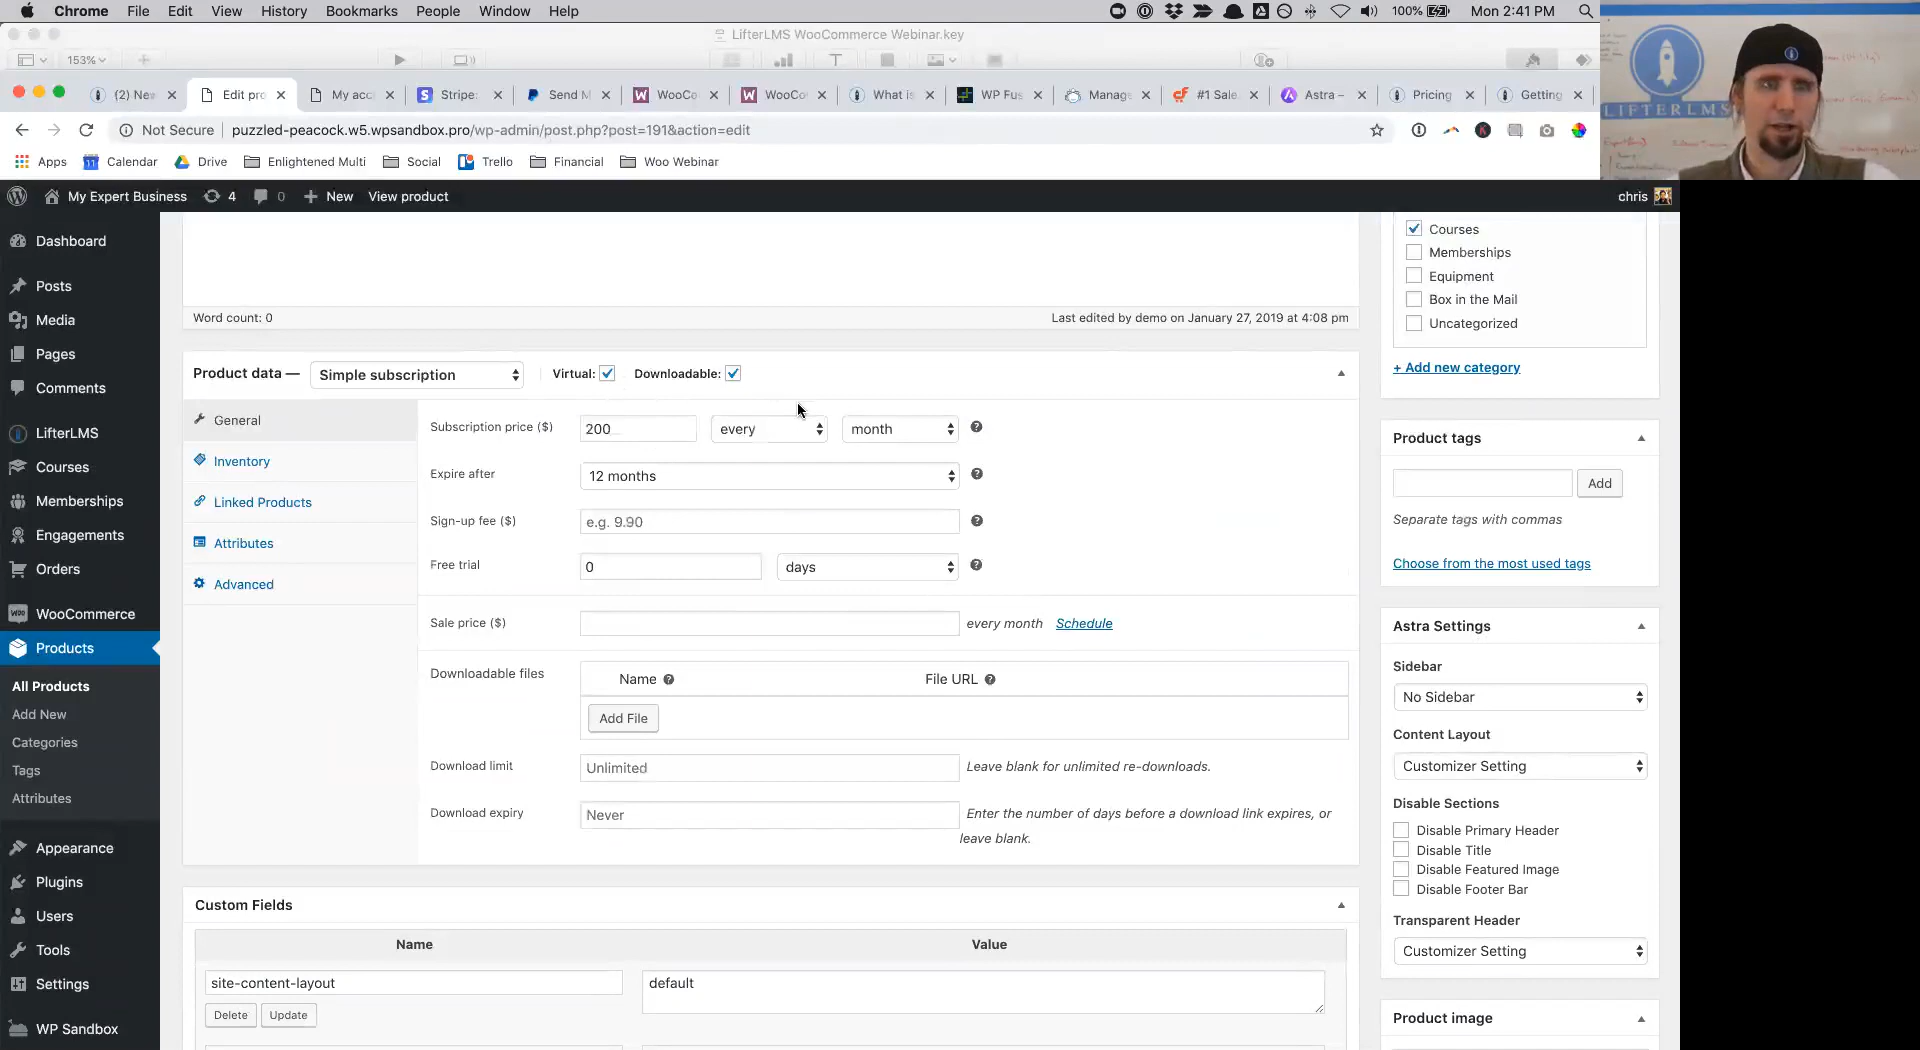 Chrome File Edit View History Bookmarks People Window Help 100% Mon 2:41 PM
LifterLMS WooCommerce Webinar.key
153%
(2) Nev Edit pro My acc Stripe: Send M WooCo WooCo What is WP Fus Manage #1 Sale Astra – Pricing Getting
Not Secure puzzled-peacock.w5.wpsandbox.pro/wp-admin/post.php?post=191&action=edit
Apps Calendar Drive Enlightened Multi Social Trello Financial Woo Webinar
LIFTERLMS
My Expert Business 4 0 New View product chris
Dashboard
Posts
Media
Pages
Comments
LifterLMS
Courses
Memberships
Engagements
Orders
WooCommerce
Products
All Products
Add New
Categories
Tags
Attributes
Appearance
Plugins
Users
Tools
Settings
WP Sandbox
Word count: 0 Last edited by demo on January 27, 2019 at 4:08 pm
Product data — Simple subscription Virtual: Downloadable:
General
Inventory
Linked Products
Attributes
Advanced
Subscription price ($) 200 every month
Expire after 12 months
Sign-up fee ($) e.g. 9.90
Free trial 0 days
Sale price ($) every month Schedule
Downloadable files Name File URL
Add File
Download limit Unlimited Leave blank for unlimited re-downloads.
Download expiry Never Enter the number of days before a download link expires, or
leave blank.
Custom Fields
Name Value
site-content-layout default
Delete Update
Courses
Memberships
Equipment
Box in the Mail
Uncategorized
+ Add new category
Product tags
Add
Separate tags with commas
Choose from the most used tags
Astra Settings
Sidebar
No Sidebar
Content Layout
Customizer Setting
Disable Sections
Disable Primary Header
Disable Title
Disable Featured Image
Disable Footer Bar
Transparent Header
Customizer Setting
Product image